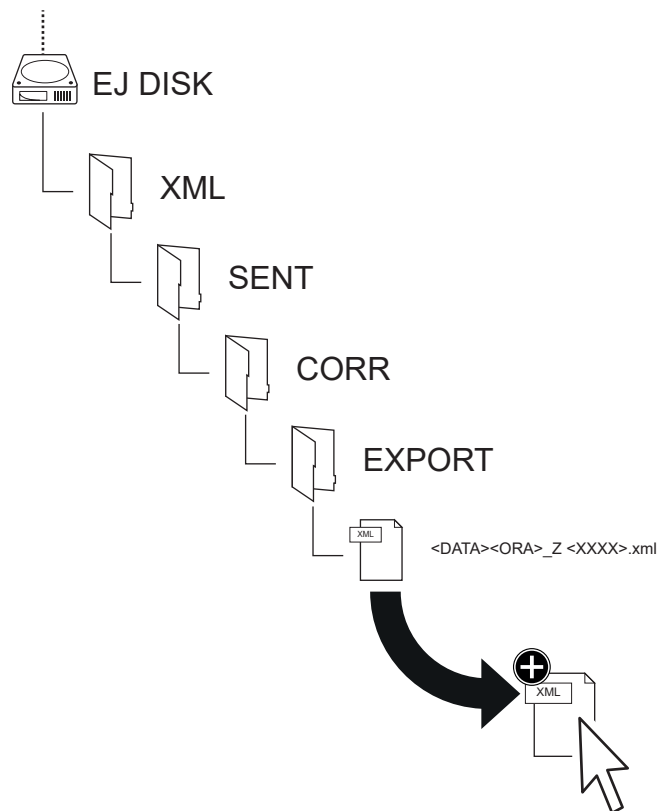 EJ DISK
XML
SENT
CORR
EXPORT
XML
<DATA><ORA>_Z <XXXX>.xml
XML